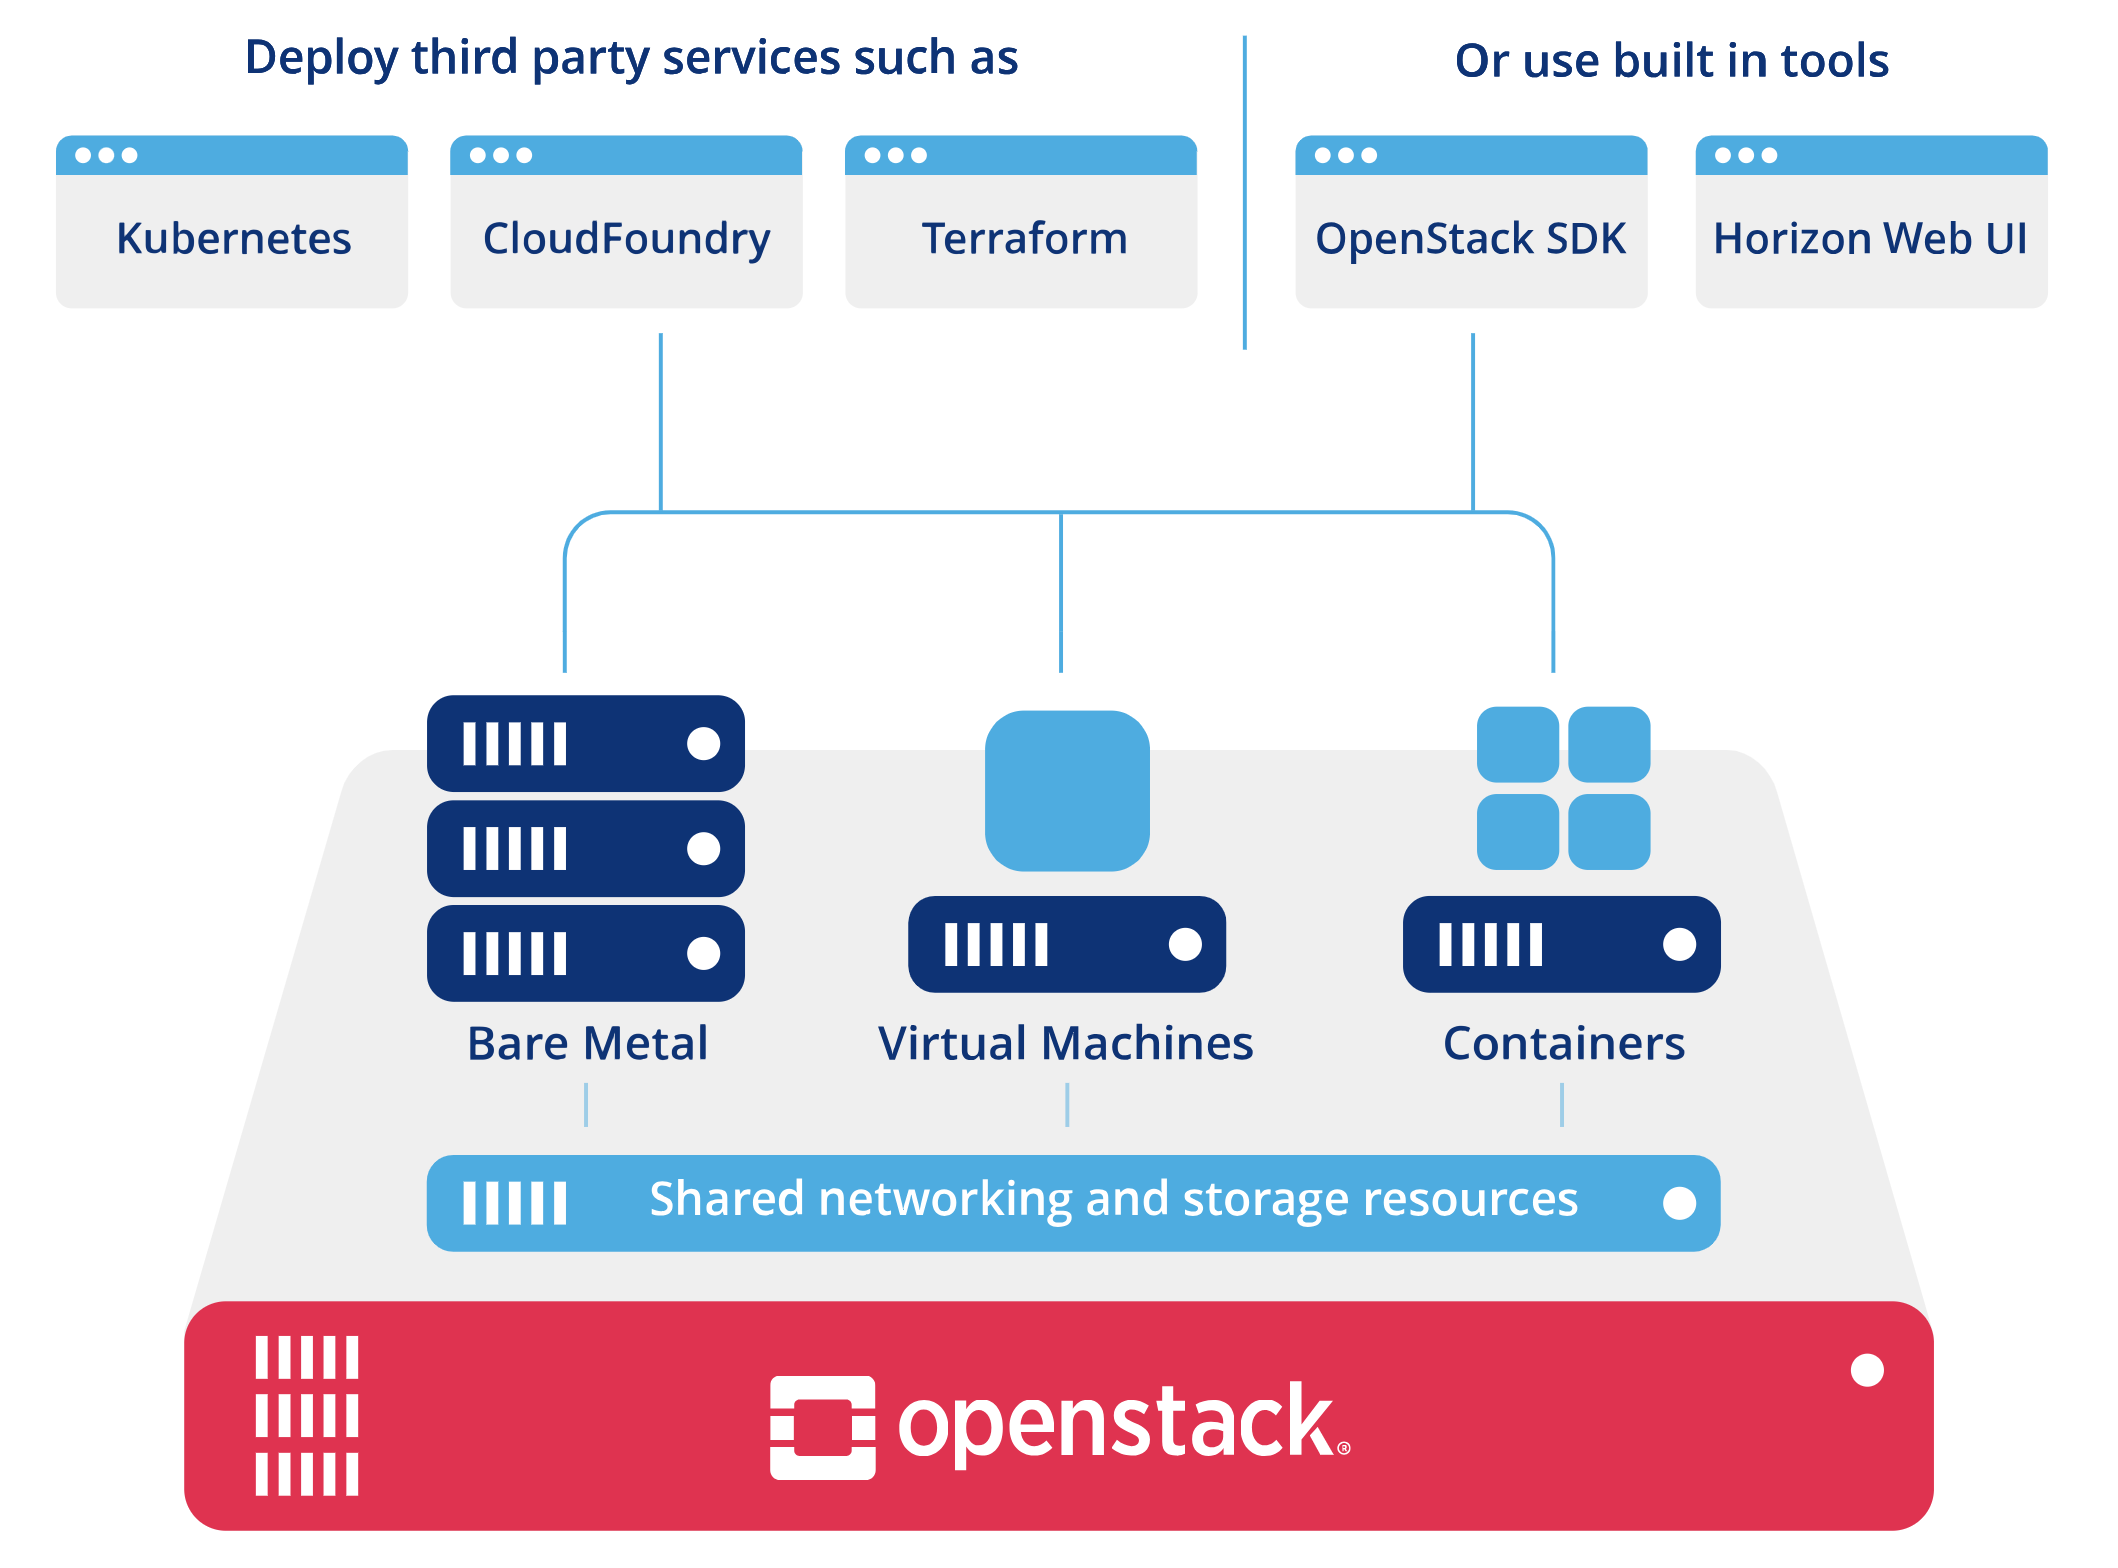 Deploy third party services such as
Or use built in tools
Kubernetes
CloudFoundry
Terraform
OpenStack SDK
Horizon Web UI
Bare Metal
Virtual Machines
Containers
Shared networking and storage resources
openstack®